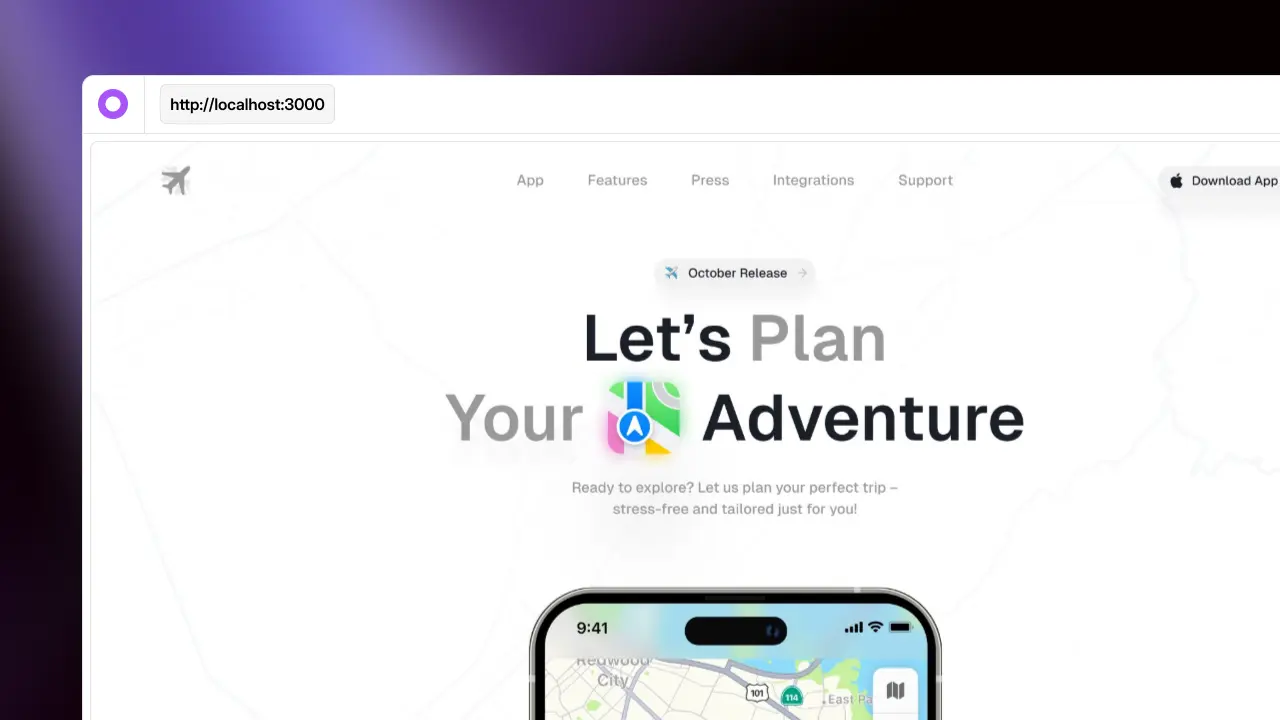 http://localhost:3000
App Features Press Integrations Support Download App
October Release →
Let’s Plan
Your Adventure
Ready to explore? Let us plan your perfect trip –
stress-free and tailored just for you!
9:41
Redwood
City
101
114
East Pa